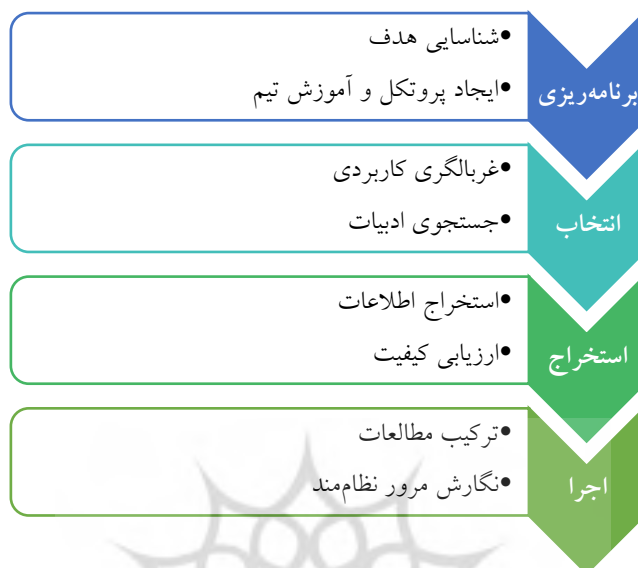 برنامه‌ریزی
•شناسایی هدف
•ایجاد پروتکل و آموزش تیم
انتخاب
•غربالگری کاربردی
•جستجوی ادبیات
استخراج
•استخراج اطلاعات
•ارزیابی کیفیت
اجرا
•ترکیب مطالعات
•نگارش مرور نظام‌مند